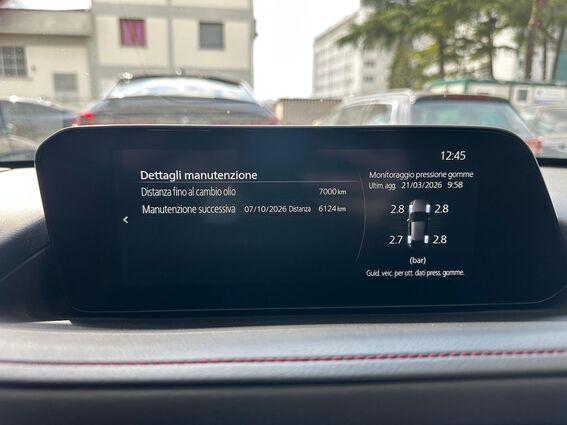 12:45
Dettagli manutenzione
Distanza fino al cambio olio 7000 km
Manutenzione successiva 07/10/2026 Distanza 6124 km
Monitoraggio pressione gomme
Ultim. agg. 21/03/2026 9:58
2.8 2.8
2.7 2.8
(bar)
Guid. veic. per ott. dati press. gomme.